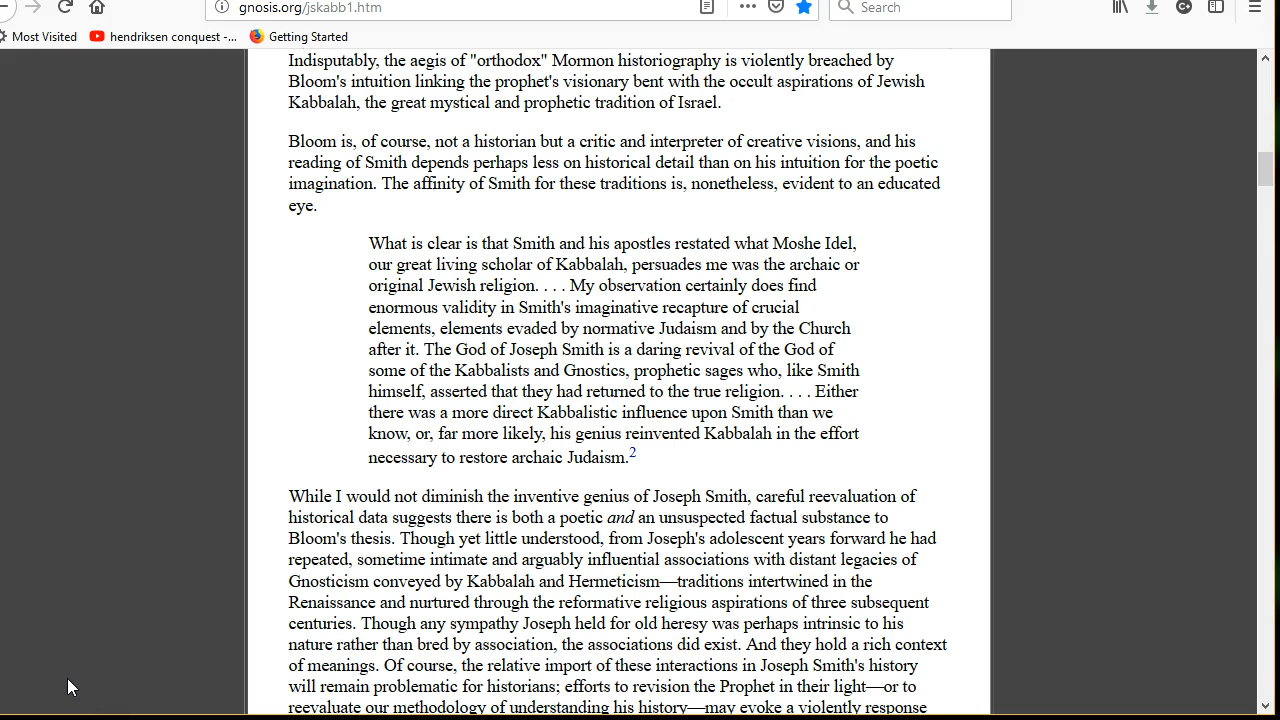 gnosis.org/jskabb1.htm
Search
Most Visited
hendriksen conquest -...
Getting Started
Indisputably, the aegis of "orthodox" Mormon historiography is violently breached by
Bloom's intuition linking the prophet's visionary bent with the occult aspirations of Jewish
Kabbalah, the great mystical and prophetic tradition of Israel.
Bloom is, of course, not a historian but a critic and interpreter of creative visions, and his
reading of Smith depends perhaps less on historical detail than on his intuition for the poetic
imagination. The affinity of Smith for these traditions is, nonetheless, evident to an educated
eye.
What is clear is that Smith and his apostles restated what Moshe Idel,
our great living scholar of Kabbalah, persuades me was the archaic or
original Jewish religion. . . . My observation certainly does find
enormous validity in Smith's imaginative recapture of crucial
elements, elements evaded by normative Judaism and by the Church
after it. The God of Joseph Smith is a daring revival of the God of
some of the Kabbalists and Gnostics, prophetic sages who, like Smith
himself, asserted that they had returned to the true religion. . . . Either
there was a more direct Kabbalistic influence upon Smith than we
know, or, far more likely, his genius reinvented Kabbalah in the effort
necessary to restore archaic Judaism.2
While I would not diminish the inventive genius of Joseph Smith, careful reevaluation of
historical data suggests there is both a poetic and an unsuspected factual substance to
Bloom's thesis. Though yet little understood, from Joseph's adolescent years forward he had
repeated, sometime intimate and arguably influential associations with distant legacies of
Gnosticism conveyed by Kabbalah and Hermeticism—traditions intertwined in the
Renaissance and nurtured through the reformative religious aspirations of three subsequent
centuries. Though any sympathy Joseph held for old heresy was perhaps intrinsic to his
nature rather than bred by association, the associations did exist. And they hold a rich context
of meanings. Of course, the relative import of these interactions in Joseph Smith's history
will remain problematic for historians; efforts to revision the Prophet in their light—or to
reevaluate our methodology of understanding his history—may evoke a violently response